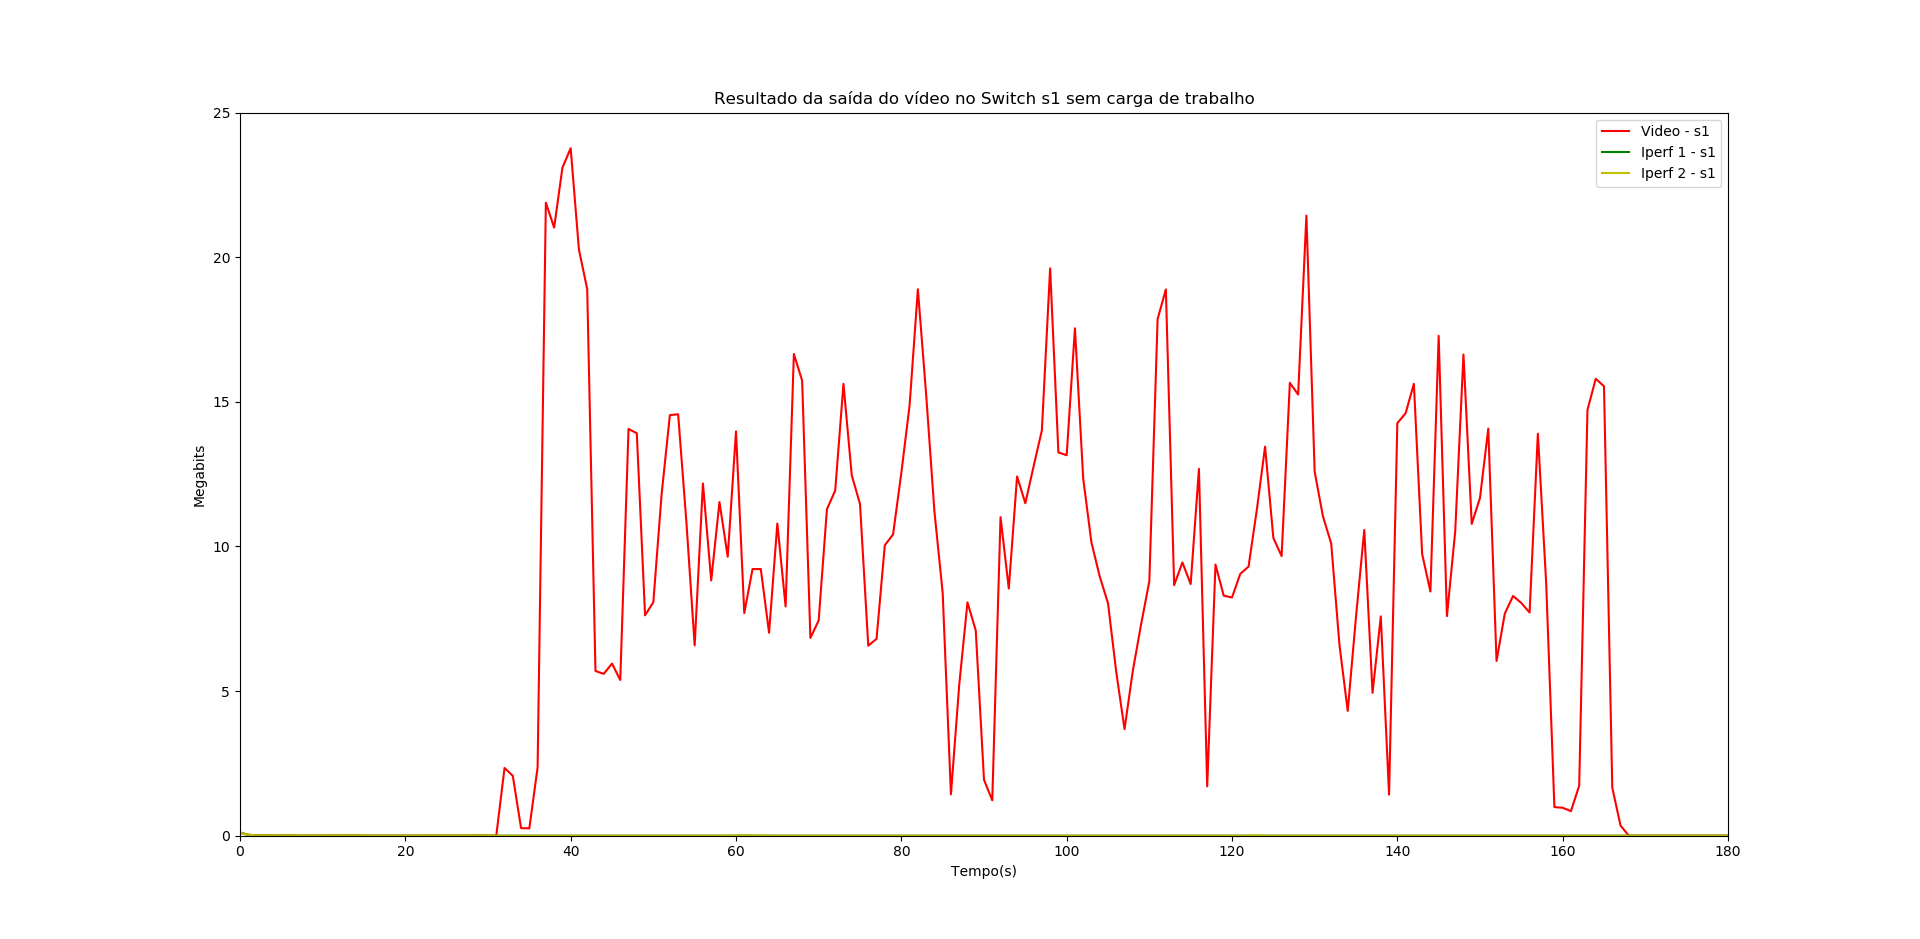 Resultado da saída do vídeo no Switch s1 sem carga de trabalho
25
20
15
10
5
0
Megabits
Video - s1
Iperf 1 - s1
Iperf 2 - s1
0 20 40 60 80 100 120 140 160 180
Tempo(s)